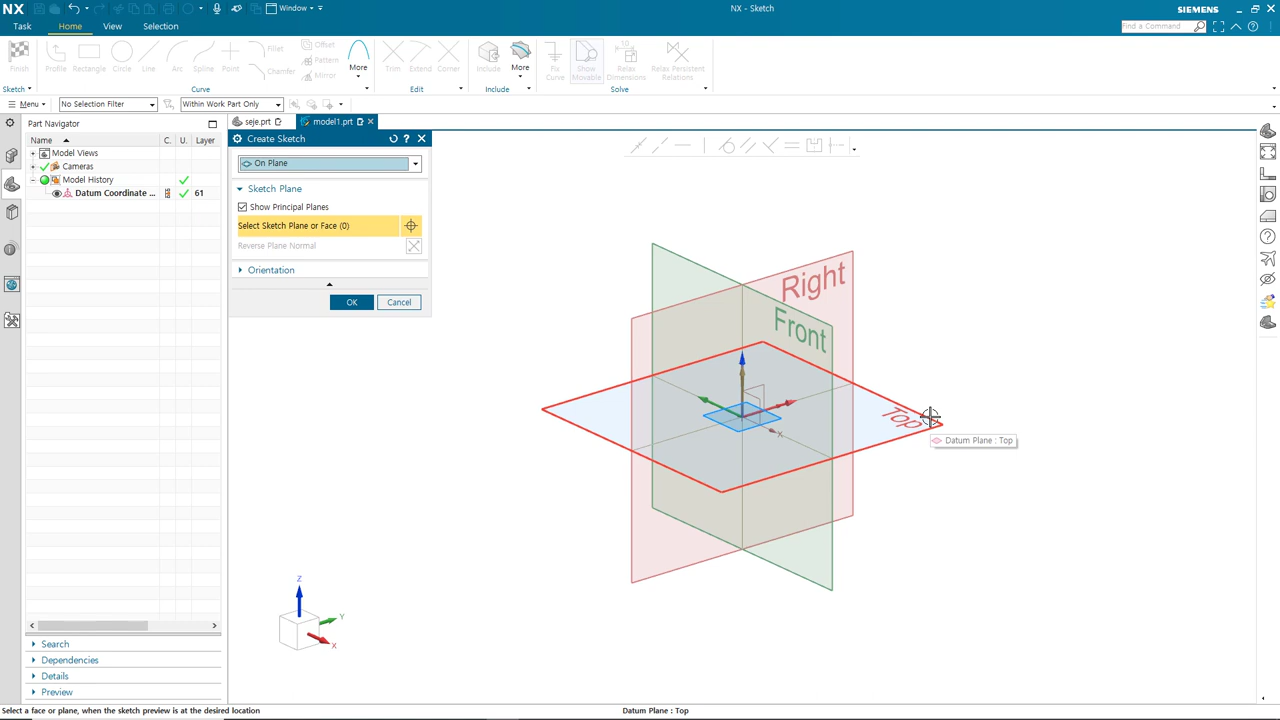 NX
Window
NX - Sketch
SIEMENS
Task
Home
View
Selection
Find a Command
Finish
Profile
Rectangle
Circle
Line
Arc
Spline
Point
Fillet
Chamfer
Offset
Pattern
Mirror
More
Trim
Extend
Corner
Include
More
Fix
Curve
Show
Movable
10
Relax
Dimensions
Relax Persistent
Relations
Sketch
Curve
Edit
Include
Solve
Menu
No Selection Filter
Within Work Part Only
Part Navigator
seje.prt
model1.prt
Name
C.
U.
Layer
Model Views
Cameras
Model History
Datum Coordinate ...
61
Create Sketch
On Plane
Sketch Plane
Show Principal Planes
Select Sketch Plane or Face (0)
Reverse Plane Normal
Orientation
OK
Cancel
Right
Front
Top
X
Datum Plane : Top
Z
Y
X
Search
Dependencies
Details
Preview
Select a face or plane, when the sketch preview is at the desired location
Datum Plane : Top